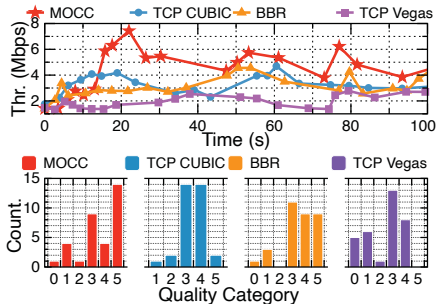 MOCC TCP CUBIC BBR TCP Vegas
Thr. (Mbps)
8
6
4
2
0 20 40 60 80 100
Time (s)
MOCC TCP CUBIC BBR TCP Vegas
Count.
15
10
5
0
0 1 2 3 4 5 0 1 2 3 4 5 0 1 2 3 4 5 0 1 2 3 4 5
Quality Category